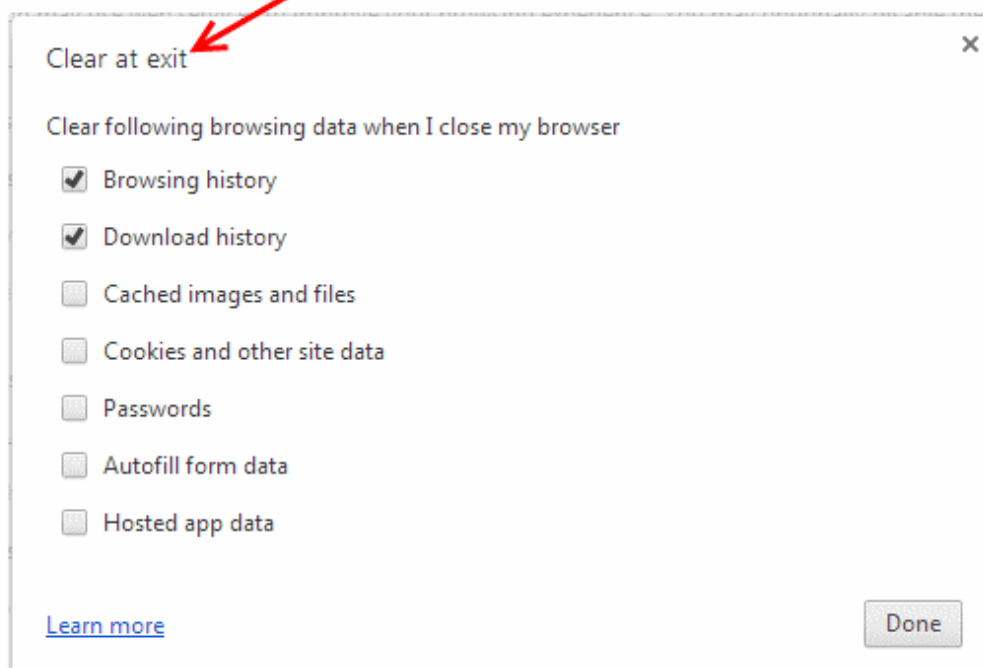 Clear at exit
Clear following browsing data when I close my browser
Browsing history
Download history
Cached images and files
Cookies and other site data
Passwords
Autofill form data
Hosted app data
Learn more
Done